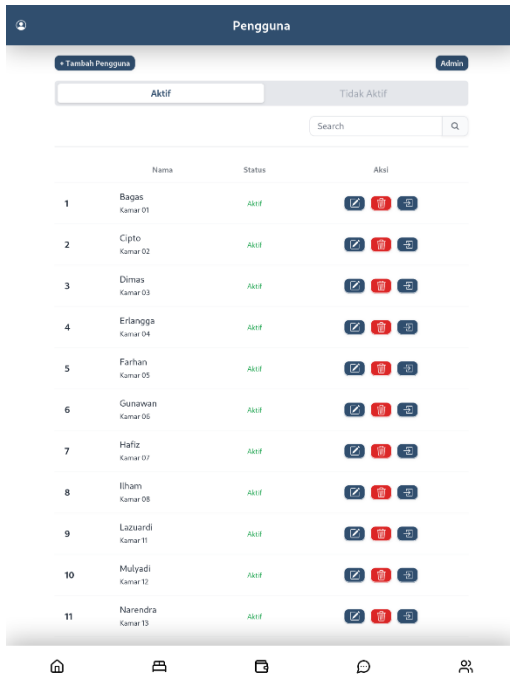 Pengguna
+ Tambah Pengguna Admin
Aktif Tidak Aktif
Search
Nama Status Aksi
1 Bagas Aktif
Kamar 01
2 Cipto Aktif
Kamar 02
3 Dimas Aktif
Kamar 03
4 Erlangga Aktif
Kamar 04
5 Farhan Aktif
Kamar 05
6 Gunawan Aktif
Kamar 06
7 Hafiz Aktif
Kamar 07
8 Ilham Aktif
Kamar 08
9 Lazuardi Aktif
Kamar 11
10 Mulyadi Aktif
Kamar 12
11 Narendra Aktif
Kamar 13